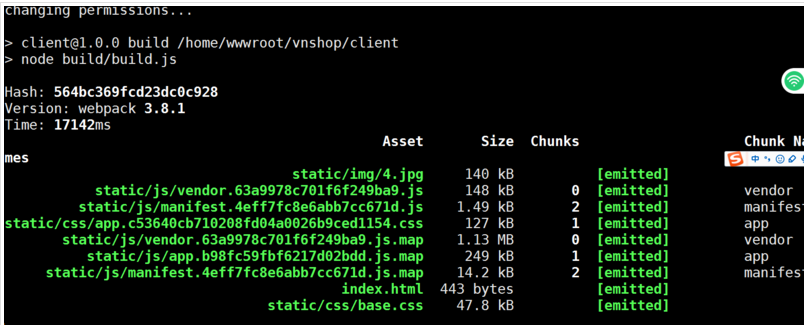 changing permissions...
> client@1.0.0 build /home/wwwroot/vnshop/client
> node build/build.js
Hash: 564bc369fcd23dc0c928
Version: webpack 3.8.1
Time: 17142ms
Asset Size Chunks Chunk Na
mes
static/img/4.jpg 140 kB [emitted]
static/js/vendor.63a9978c701f6f249ba9.js 148 kB 0 [emitted] vendor
static/js/manifest.4eff7fc8e6abb7cc671d.js 1.49 kB 2 [emitted] manifest
static/css/app.c53640cb710208fd04a0026b9ced1154.css 127 kB 1 [emitted] app
static/js/vendor.63a9978c701f6f249ba9.js.map 1.13 MB 0 [emitted] vendor
static/js/app.b98fc59fbf6217d02bdd.js.map 249 kB 1 [emitted] app
static/js/manifest.4eff7fc8e6abb7cc671d.js.map 14.2 kB 2 [emitted] manifest
index.html 443 bytes [emitted]
static/css/base.css 47.8 kB [emitted]
S 中